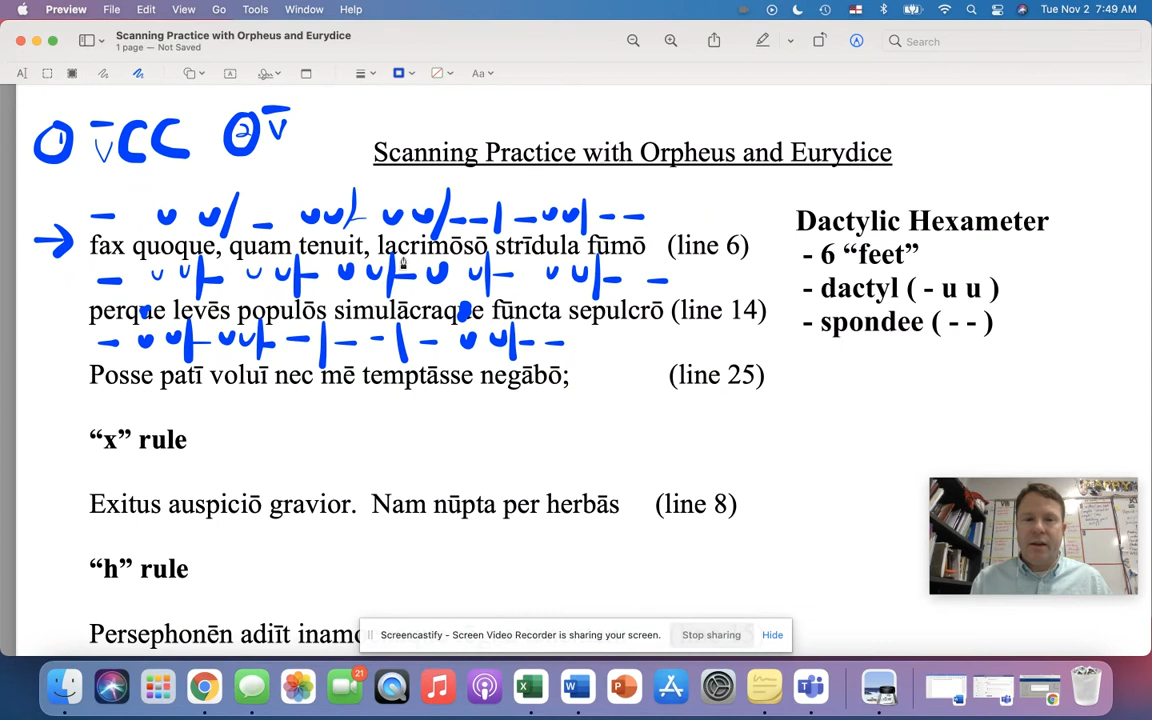 Preview File Edit View Go Tools Window Help Tue Nov 2 7:49 AM
Scanning Practice with Orpheus and Eurydice
1 page — Not Saved
Search
Aa
1 V C C 2 V
Scanning Practice with Orpheus and Eurydice
fax quoque, quam tenuit, lacrimōsō strīdula fūmō (line 6)
perque levēs populōs simulācraque fūncta sepulcrō (line 14)
Posse patī voluī nec mē temptāsse negābō; (line 25)
Dactylic Hexameter
- 6 “feet”
- dactyl ( - u u )
- spondee ( - - )
“x” rule
Exitus auspiciō gravior. Nam nūpta per herbās (line 8)
“h” rule
Persephonēn adiīt inamo
Screencastify - Screen Video Recorder is sharing your screen. Stop sharing Hide
21